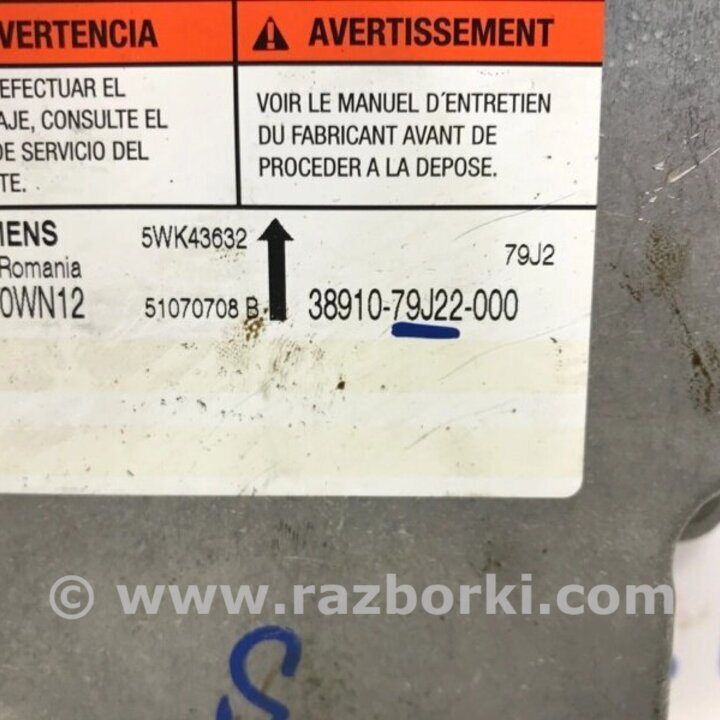 VERTENCIA
AVERTISSEMENT
EFECTUAR EL
AJE, CONSULTE EL
DE SERVICIO DEL
TE.
VOIR LE MANUEL D'ENTRETIEN
DU FABRICANT AVANT DE
PROCEDER A LA DEPOSE.
IENS 5WK43632
79J2
Romania
0WN12 51070708 B 38910-79J22-000
© www.razborki.com